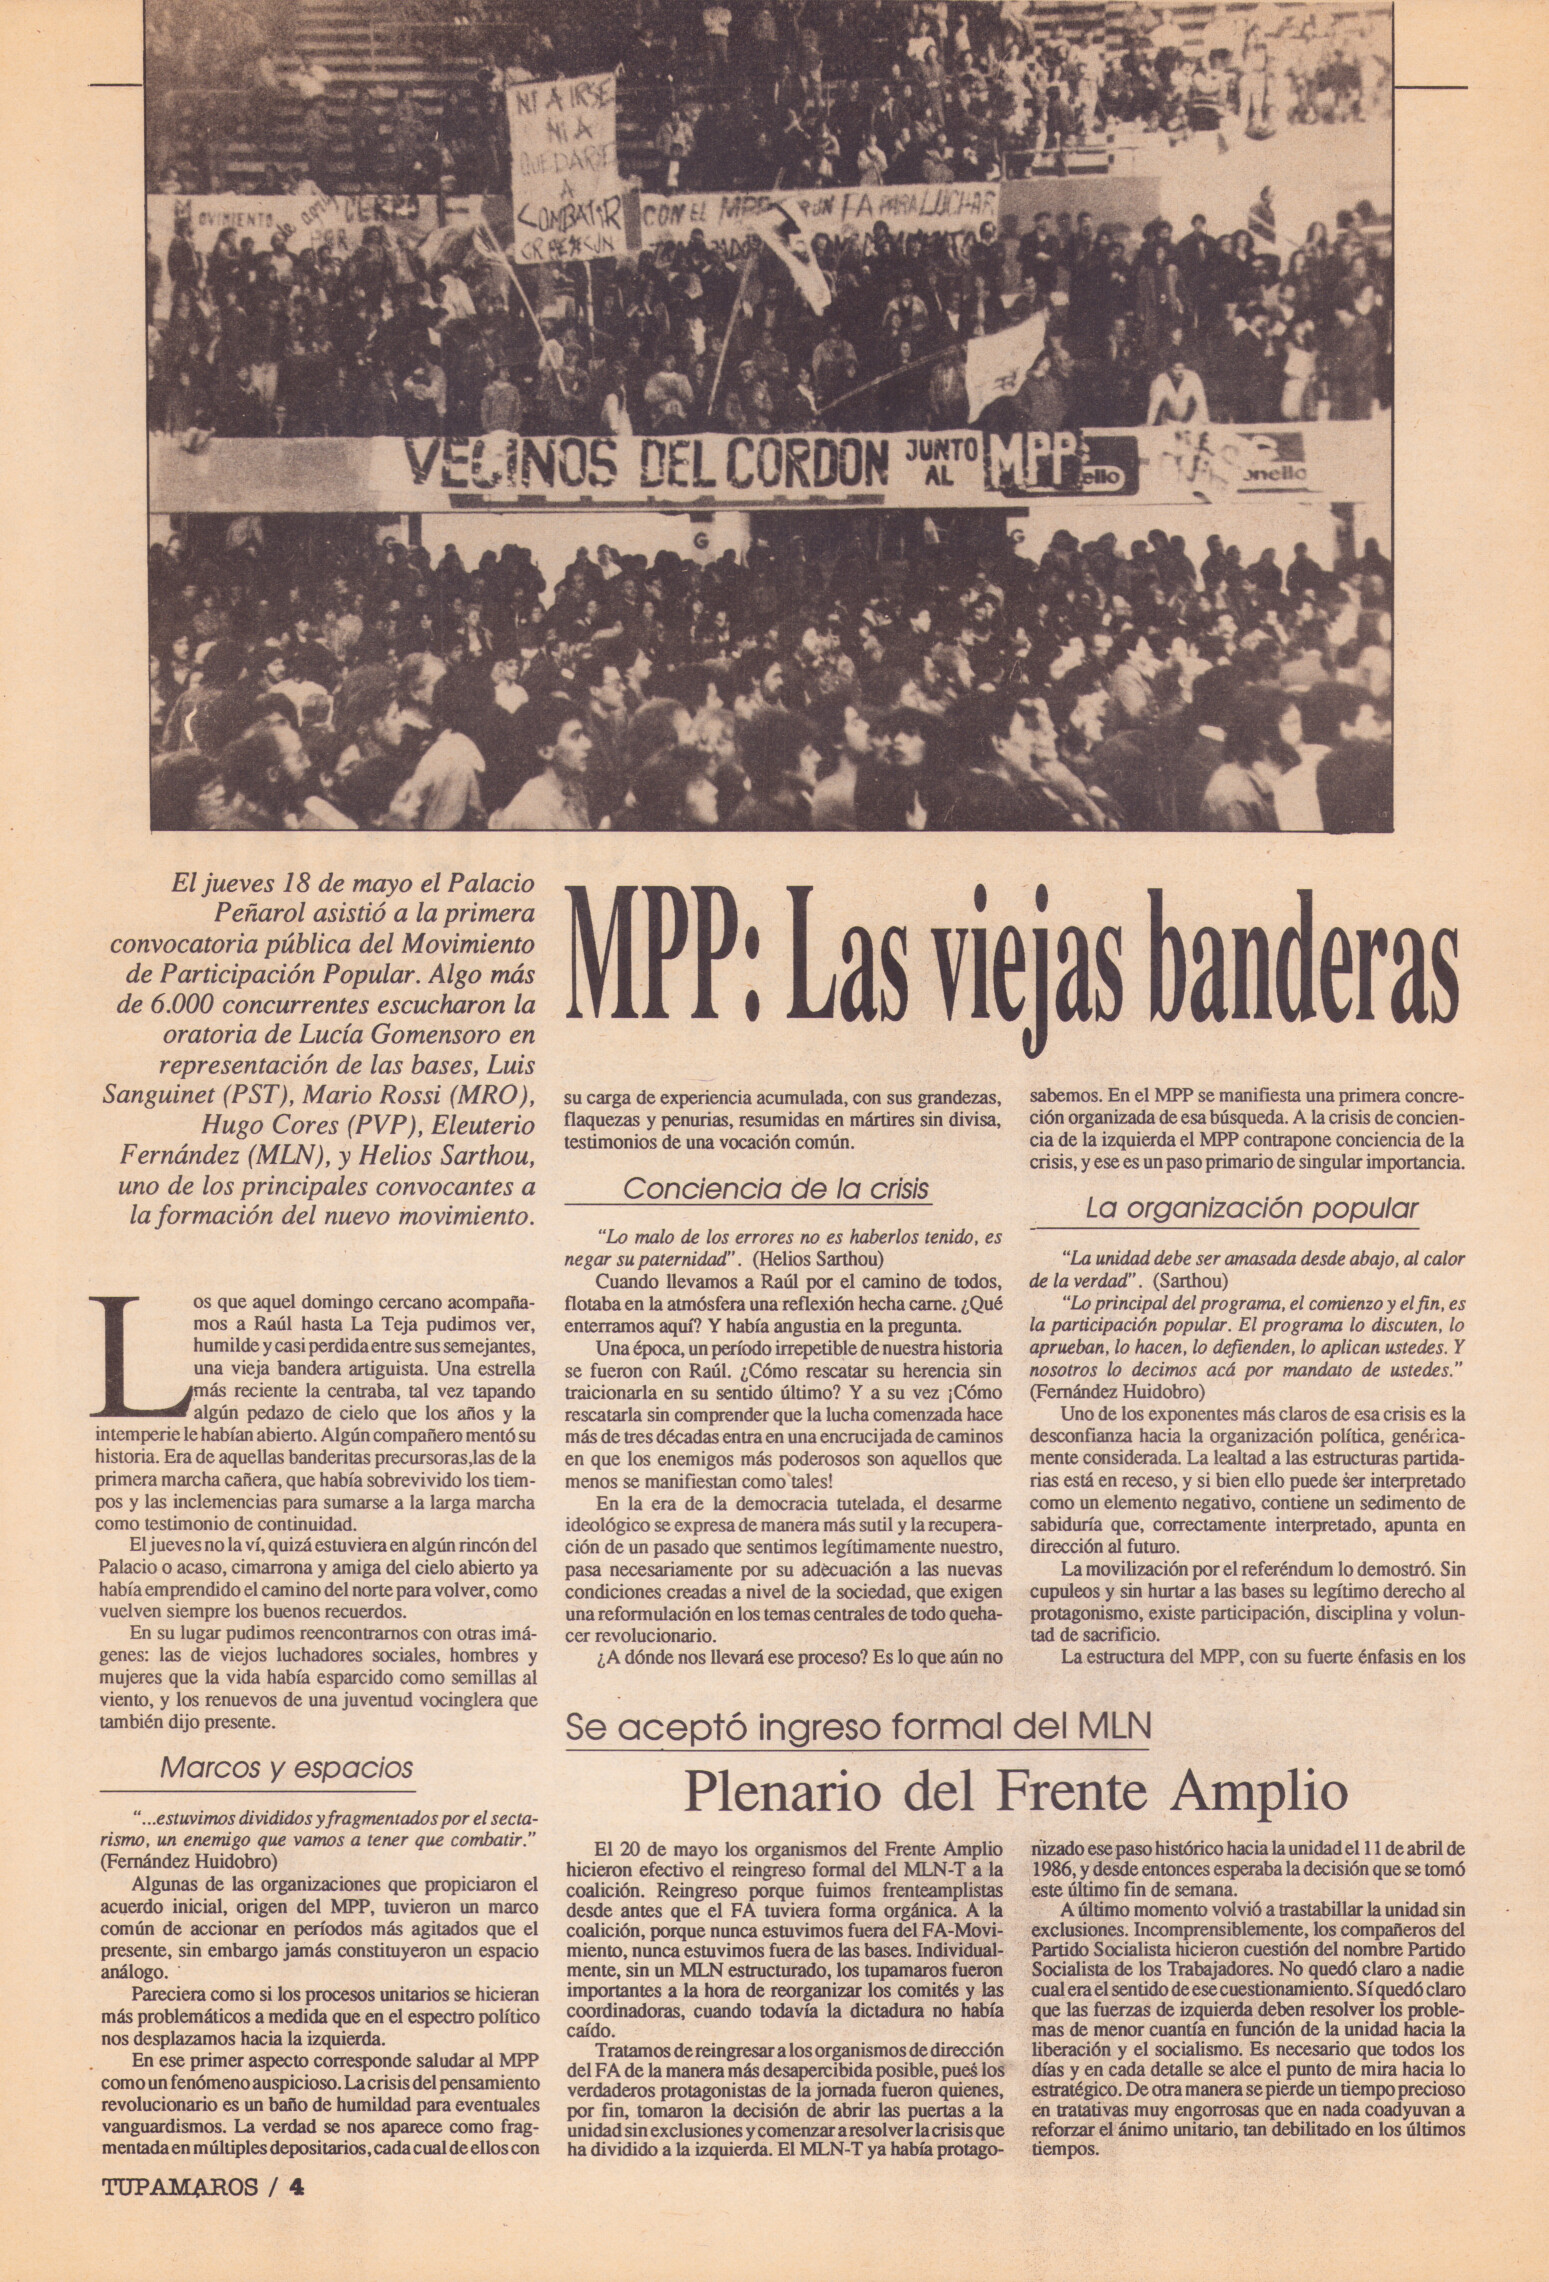 NI A IRSE
NI A
QUEDARSE
A
COMBATIR
MOVIMIENTO
CERRO
POR
CON EL MPP
FA PARA LUCHAR
VECINOS DEL CORDON JUNTO AL MPP
ello
onello
G
G
El jueves 18 de mayo el Palacio
Peñarol asistió a la primera
convocatoria pública del Movimiento
de Participación Popular. Algo más
de 6.000 concurrentes escucharon la
oratoria de Lucía Gomensoro en
representación de las bases, Luis
Sanguinet (PST), Mario Rossi (MRO),
Hugo Cores (PVP), Eleuterio
Fernández (MLN), y Helios Sarthou,
uno de los principales convocantes a
la formación del nuevo movimiento.
MPP: Las viejas banderas
Los que aquel domingo cercano acompaña-
mos a Raúl hasta La Teja pudimos ver,
humilde y casi perdida entre sus semejantes,
una vieja bandera artiguista. Una estrella
más reciente la centraba, tal vez tapando
algún pedazo de cielo que los años y la
intemperie le habían abierto. Algún compañero mentó su
historia. Era de aquellas banderitas precursoras,las de la
primera marcha cañera, que había sobrevivido los tiem-
pos y las inclemencias para sumarse a la larga marcha
como testimonio de continuidad.
El jueves no la ví, quizá estuviera en algún rincón del
Palacio o acaso, cimarrona y amiga del cielo abierto ya
había emprendido el camino del norte para volver, como
vuelven siempre los buenos recuerdos.
En su lugar pudimos reencontrarnos con otras imá-
genes: las de viejos luchadores sociales, hombres y
mujeres que la vida había esparcido como semillas al
viento, y los renuevos de una juventud vocinglera que
también dijo presente.
Marcos y espacios
"...estuvimos divididos y fragmentados por el secta-
rismo, un enemigo que vamos a tener que combatir."
(Fernández Huidobro)
Algunas de las organizaciones que propiciaron el
acuerdo inicial, origen del MPP, tuvieron un marco
común de accionar en períodos más agitados que el
presente, sin embargo jamás constituyeron un espacio
análogo.
Pareciera como si los procesos unitarios se hicieran
más problemáticos a medida que en el espectro político
nos desplazamos hacia la izquierda.
En ese primer aspecto corresponde saludar al MPP
como un fenómeno auspicioso. La crisis del pensamiento
revolucionario es un baño de humildad para eventuales
vanguardismos. La verdad se nos aparece como frag-
mentada en múltiples depositarios, cada cual de ellos con
su carga de experiencia acumulada, con sus grandezas,
flaquezas y penurias, resumidas en mártires sin divisa,
testimonios de una vocación común.
Conciencia de la crisis
"Lo malo de los errores no es haberlos tenido, es
negar su paternidad". (Helios Sarthou)
Cuando llevamos a Raúl por el camino de todos,
flotaba en la atmósfera una reflexión hecha carne. ¿Qué
enterramos aquí? Y había angustia en la pregunta.
Una época, un período irrepetible de nuestra historia
se fueron con Raúl. ¿Cómo rescatar su herencia sin
traicionarla en su sentido último? Y a su vez ¡Cómo
rescatarla sin comprender que la lucha comenzada hace
más de tres décadas entra en una encrucijada de caminos
en que los enemigos más poderosos son aquellos que
menos se manifiestan como tales!
En la era de la democracia tutelada, el desarme
ideológico se expresa de manera más sutil y la recupera-
ción de un pasado que sentimos legítimamente nuestro,
pasa necesariamente por su adecuación a las nuevas
condiciones creadas a nivel de la sociedad, que exigen
una reformulación en los temas centrales de todo queha-
cer revolucionario.
¿A dónde nos llevará ese proceso? Es lo que aún no
sabemos. En el MPP se manifiesta una primera concre-
ción organizada de esa búsqueda. A la crisis de concien-
cia de la izquierda el MPP contrapone conciencia de la
crisis, y ese es un paso primario de singular importancia.
La organización popular
"La unidad debe ser amasada desde abajo, al calor
de la verdad". (Sarthou)
"Lo principal del programa, el comienzo y el fin, es
la participación popular. El programa lo discuten, lo
aprueban, lo hacen, lo defienden, lo aplican ustedes. Y
nosotros lo decimos acá por mandato de ustedes."
(Fernández Huidobro)
Uno de los exponentes más claros de esa crisis es la
desconfianza hacia la organización política, genérica-
mente considerada. La lealtad a las estructuras partida-
rias está en receso, y si bien ello puede ser interpretado
como un elemento negativo, contiene un sedimento de
sabiduría que, correctamente interpretado, apunta en
dirección al futuro.
La movilización por el referéndum lo demostró. Sin
cupuleos y sin hurtar a las bases su legítimo derecho al
protagonismo, existe participación, disciplina y volun-
tad de sacrificio.
La estructura del MPP, con su fuerte énfasis en los
Se aceptó ingreso formal del MLN
Plenario del Frente Amplio
El 20 de mayo los organismos del Frente Amplio
hicieron efectivo el reingreso formal del MLN-T a la
coalición. Reingreso porque fuimos frenteamplistas
desde antes que el FA tuviera forma orgánica. A la
coalición, porque nunca estuvimos fuera del FA-Movi-
miento, nunca estuvimos fuera de las bases. Individual-
mente, sin un MLN estructurado, los tupamaros fueron
importantes a la hora de reorganizar los comités y las
coordinadoras, cuando todavía la dictadura no había
caído.
Tratamos de reingresar a los organismos de dirección
del FA de la manera más desapercibida posible, pues los
verdaderos protagonistas de la jornada fueron quienes,
por fin, tomaron la decisión de abrir las puertas a la
unidad sin exclusiones y comenzar a resolver la crisis que
ha dividido a la izquierda. El MLN-T ya había protago-
nizado ese paso histórico hacia la unidad el 11 de abril de
1986, y desde entonces esperaba la decisión que se tomó
este último fin de semana.
A último momento volvió a trastabillar la unidad sin
exclusiones. Incomprensiblemente, los compañeros del
Partido Socialista hicieron cuestión del nombre Partido
Socialista de los Trabajadores. No quedó claro a nadie
cual era el sentido de ese cuestionamiento. Sí quedó claro
que las fuerzas de izquierda deben resolver los proble-
mas de menor cuantía en función de la unidad hacia la
liberación y el socialismo. Es necesario que todos los
días y en cada detalle se alce el punto de mira hacia lo
estratégico. De otra manera se pierde un tiempo precioso
en tratativas muy engorrosas que en nada coadyuvan a
reforzar el ánimo unitario, tan debilitado en los últimos
tiempos.
TUPAMAROS / 4